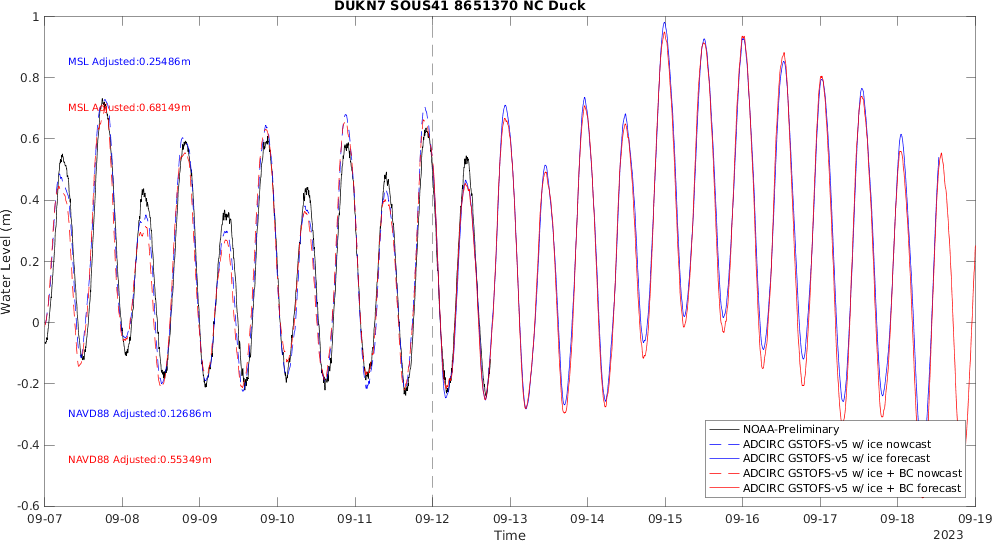 DUKN7 SOUS41 8651370 NC Duck
MSL Adjusted:0.25486m
MSL Adjusted:0.68149m
NAVD88 Adjusted:0.12686m
NAVD88 Adjusted:0.55349m
Water Level (m)
1
0.8
0.6
0.4
0.2
0
-0.2
-0.4
-0.6
NOAA-Preliminary
ADCIRC GSTOFS-v5 w/ ice nowcast
ADCIRC GSTOFS-v5 w/ ice forecast
ADCIRC GSTOFS-v5 w/ ice + BC nowcast
ADCIRC GSTOFS-v5 w/ ice + BC forecast
09-07 09-08 09-09 09-10 09-11 09-12 09-13 09-14 09-15 09-16 09-17 09-18 09-19
Time
2023